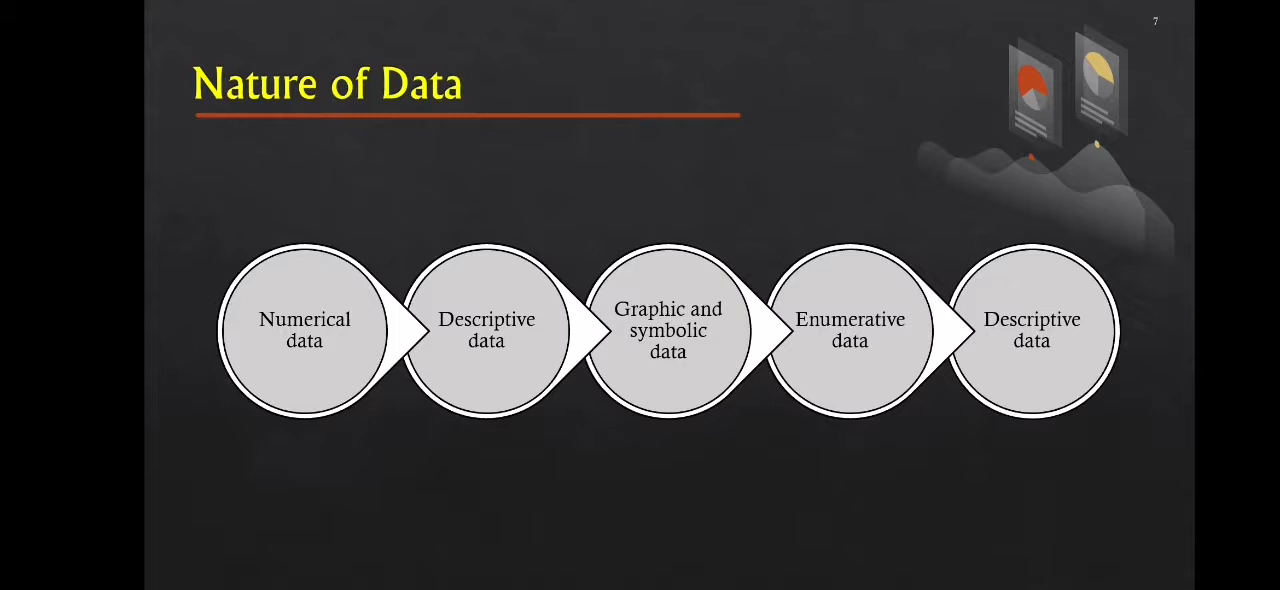 7
Nature of Data
Numerical
data
Descriptive
data
Graphic and
symbolic
data
Enumerative
data
Descriptive
data